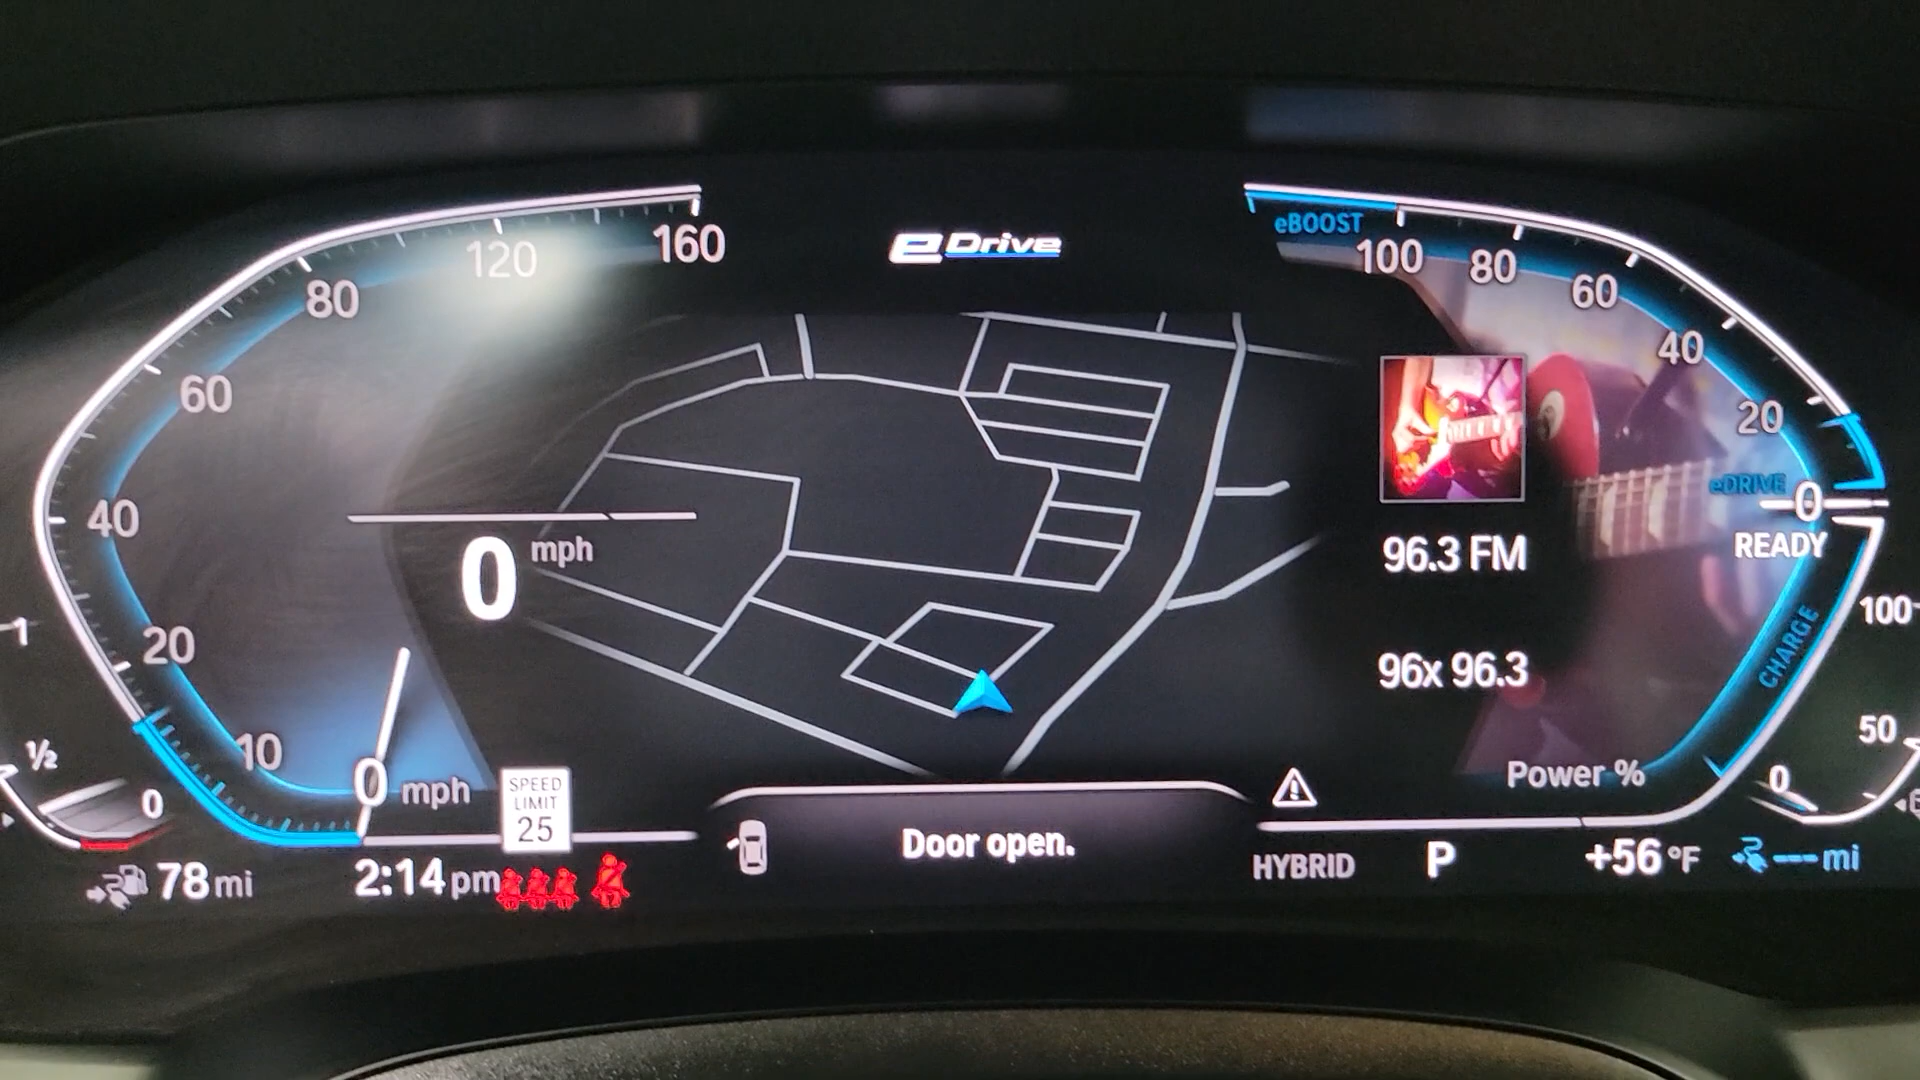 eDrive
160
120
80
60
40
20
10
0 mph
0 mph
SPEED
LIMIT
25
1
½
0
78 mi
2:14 pm
Door open.
eBOOST
100
80
60
40
20
eDRIVE
0
READY
CHARGE
96.3 FM
96x 96.3
Power %
100
50
0
HYBRID
P
+56 °F
--- mi